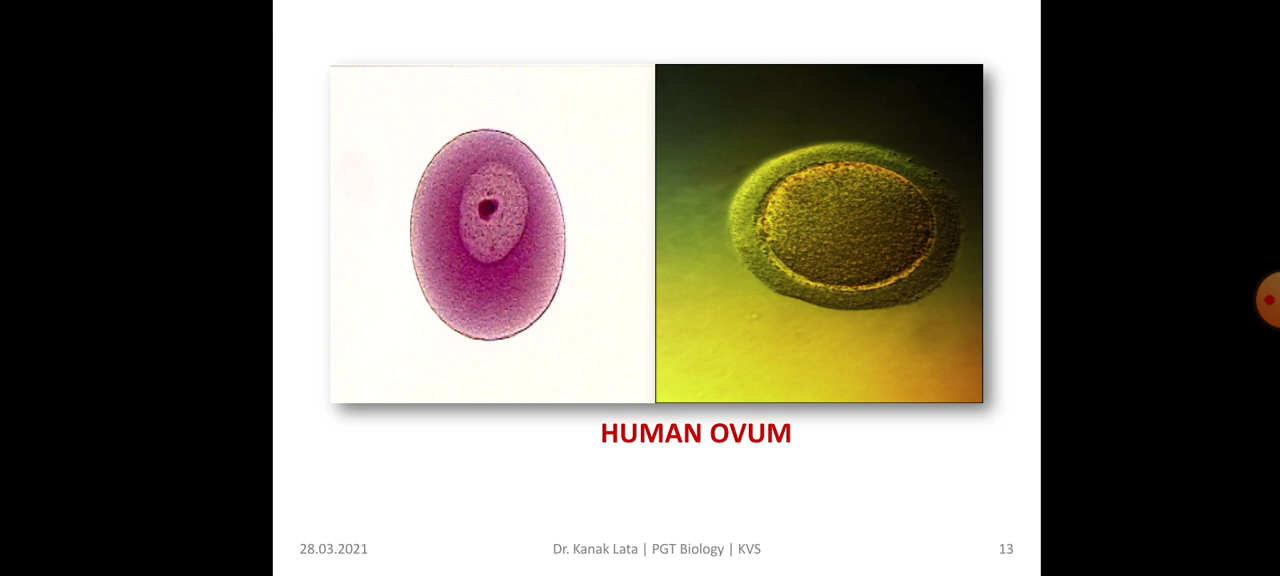 HUMAN OVUM
28.03.2021
Dr. Kanak Lata | PGT Biology | KVS
13